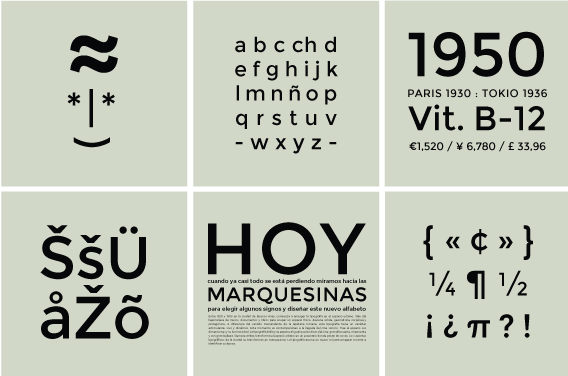 ≈
*|*
a b c ch d
e f g h i j k
l m n ñ o p
q r s t u v
- w x y z -
1950
PARIS 1930 : TOKIO 1936
Vit. B-12
€1,520 / ¥ 6,780 / £ 33,96
ŠšÜ
åŽõ
HOY
cuando ya casi todo se está perdiendo miramos hacia las
MARQUESINAS
para elegir algunos signos y diseñar este nuevo alfabeto
{ « ¢ » }
¼ ¶ ½
¡ ¿ π ? !